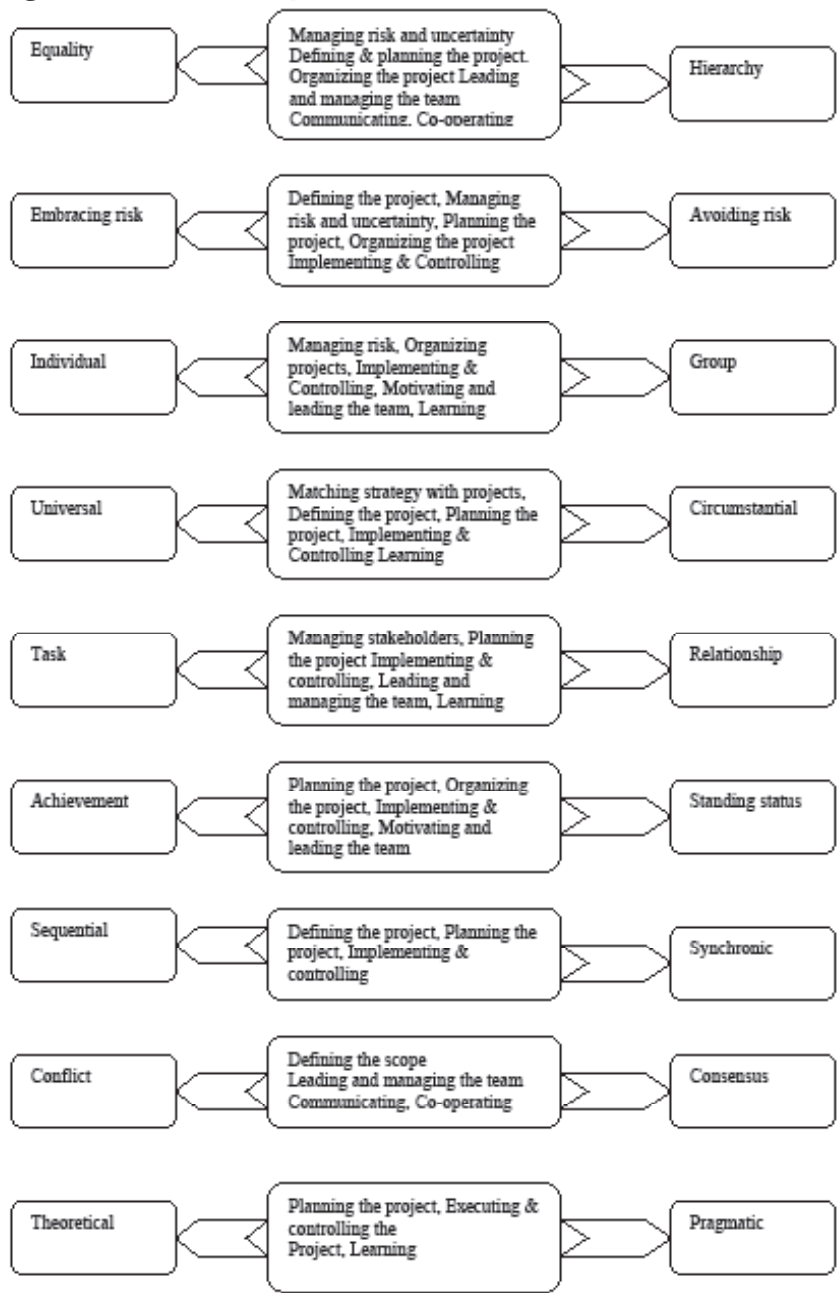 Equality
Managing risk and uncertainty
Defining & planning the project.
Organizing the project Leading
and managing the team
Communicating, Co-operating
Hierarchy
Embracing risk
Defining the project, Managing
risk and uncertainty, Planning the
project, Organizing the project
Implementing & Controlling
Avoiding risk
Individual
Managing risk, Organizing
projects, Implementing &
Controlling, Motivating and
leading the team, Learning
Group
Universal
Matching strategy with projects,
Defining the project, Planning the
project, Implementing &
Controlling Learning
Circumstantial
Task
Managing stakeholders, Planning
the project Implementing &
controlling, Leading and
managing the team, Learning
Relationship
Achievement
Planning the project, Organizing
the project, Implementing &
controlling, Motivating and
leading the team
Standing status
Sequential
Defining the project, Planning the
project, Implementing &
controlling
Synchronic
Conflict
Defining the scope
Leading and managing the team
Communicating, Co-operating
Consensus
Theoretical
Planning the project, Executing &
controlling the
Project, Learning
Pragmatic